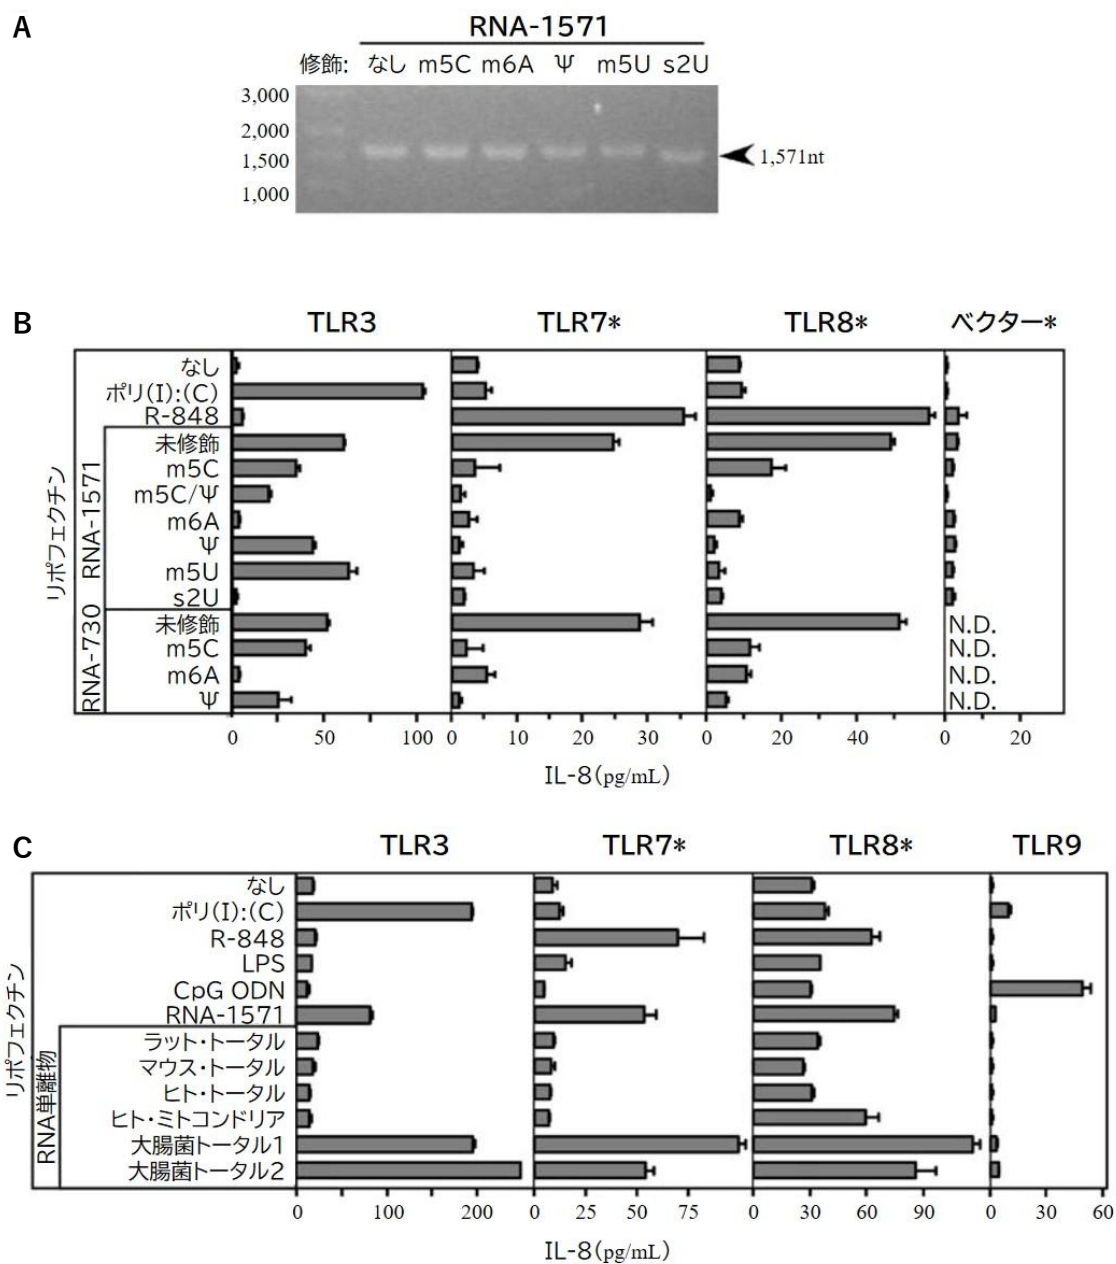 A
RNA-1571
修飾: なし m5C m6A Ψ m5U s2U
3,000
2,000
1,500
1,000
1,571nt
B
TLR3 TLR7* TLR8* ベクター*
リポフェクチン
なし
ポリ(I):(C)
R-848
RNA-1571
未修飾
m5C
m5C/Ψ
m6A
Ψ
m5U
s2U
RNA-730
未修飾 N.D.
m5C N.D.
m6A N.D.
Ψ N.D.
0 50 100 0 10 20 30 0 20 40 0 20
IL-8(pg/mL)
C
TLR3 TLR7* TLR8* TLR9
リポフェクチン
なし
ポリ(I):(C)
R-848
LPS
CpG ODN
RNA-1571
RNA単離物
ラット・トータル
マウス・トータル
ヒト・トータル
ヒト・ミトコンドリア
大腸菌トータル1
大腸菌トータル2
0 100 200 0 25 50 75 0 30 60 90 0 30 60
IL-8(pg/mL)